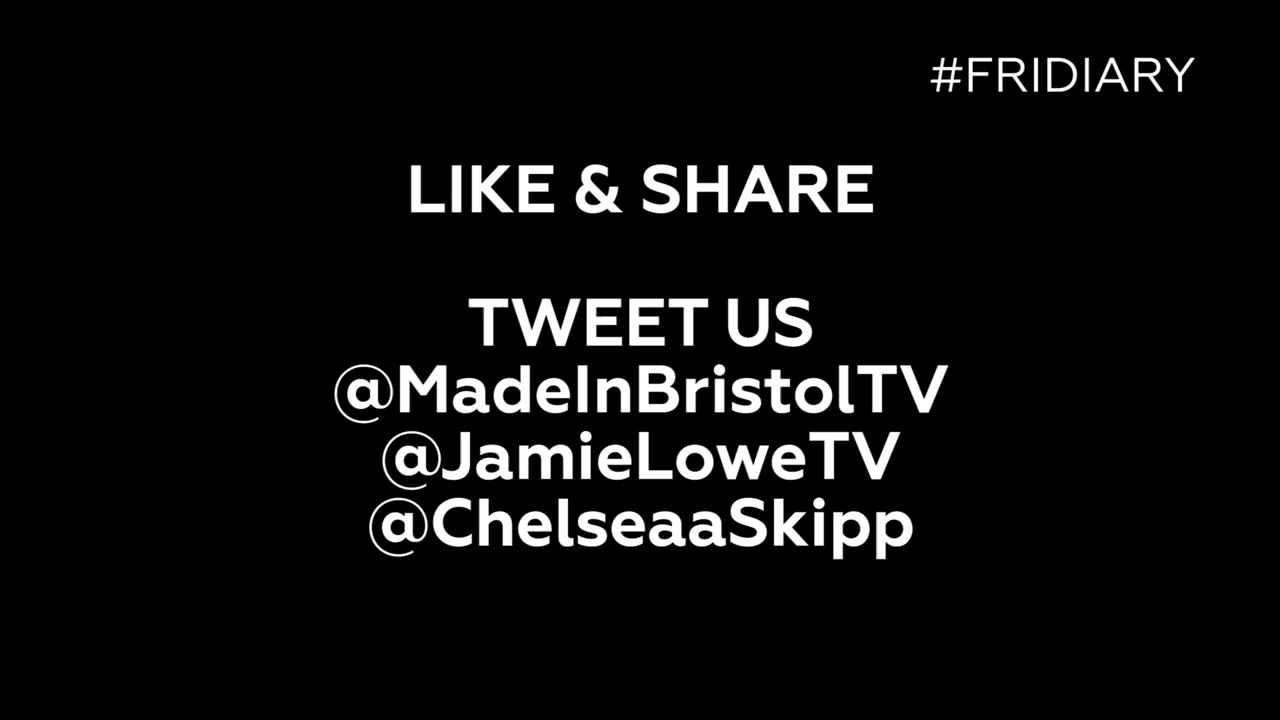 #FRIDIARY
LIKE & SHARE
TWEET US
@MadeInBristolTV
@JamieLoweTV
@ChelseaaSkipp